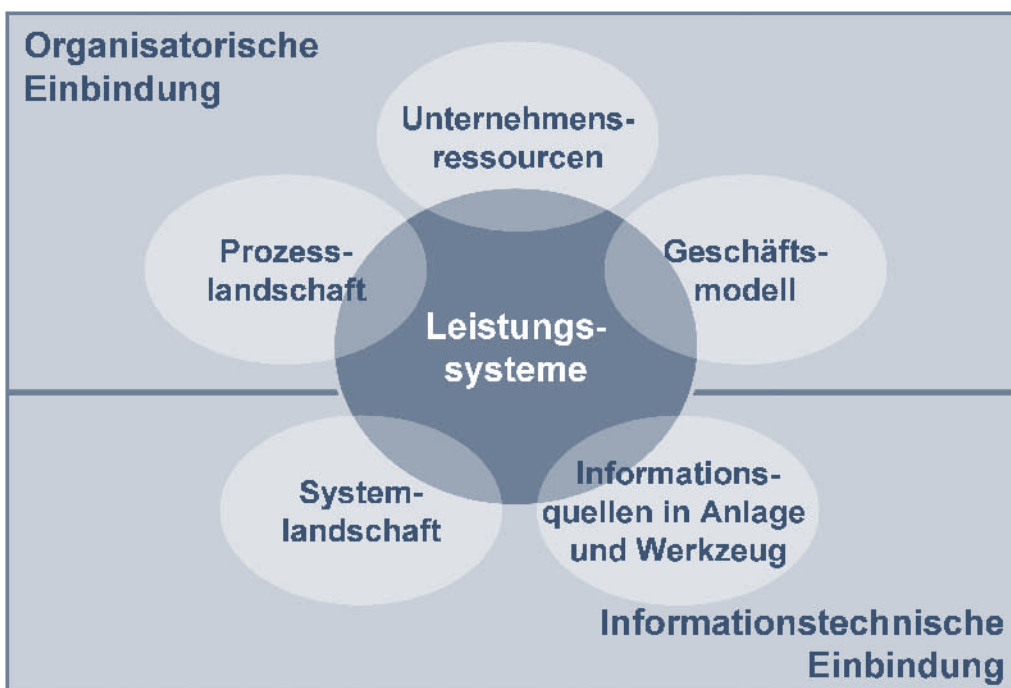 Organisatorische
Einbindung
Unternehmens-
ressourcen
Prozess-
landschaft
Geschäfts-
modell
Leistungs-
systeme
System-
landschaft
Informations-
quellen in Anlage
und Werkzeug
Informationstechnische
Einbindung